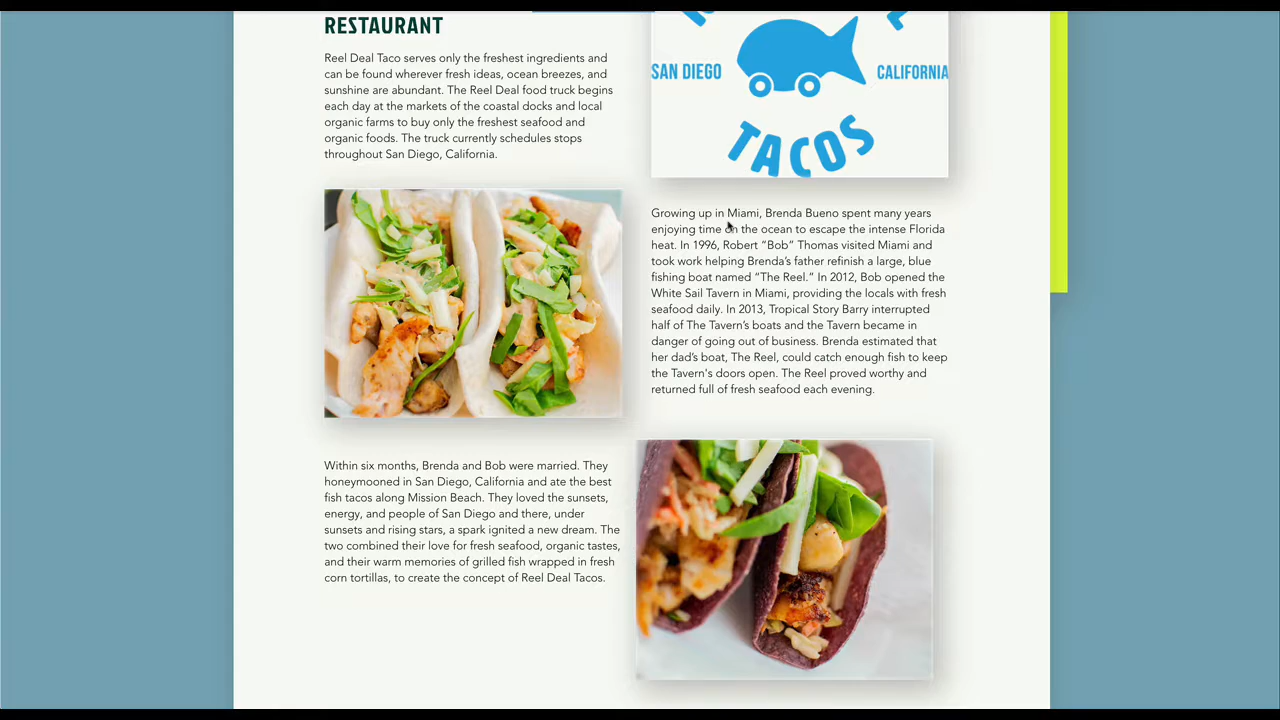 RESTAURANT
Reel Deal Taco serves only the freshest ingredients and
can be found wherever fresh ideas, ocean breezes, and
sunshine are abundant. The Reel Deal food truck begins
each day at the markets of the coastal docks and local
organic farms to buy only the freshest seafood and
organic foods. The truck currently schedules stops
throughout San Diego, California.
SAN DIEGO
CALIFORNIA
TACOS
Growing up in Miami, Brenda Bueno spent many years
enjoying time on the ocean to escape the intense Florida
heat. In 1996, Robert “Bob” Thomas visited Miami and
took work helping Brenda’s father refinish a large, blue
fishing boat named “The Reel.” In 2012, Bob opened the
White Sail Tavern in Miami, providing the locals with fresh
seafood daily. In 2013, Tropical Story Barry interrupted
half of The Tavern’s boats and the Tavern became in
danger of going out of business. Brenda estimated that
her dad’s boat, The Reel, could catch enough fish to keep
the Tavern's doors open. The Reel proved worthy and
returned full of fresh seafood each evening.
Within six months, Brenda and Bob were married. They
honeymooned in San Diego, California and ate the best
fish tacos along Mission Beach. They loved the sunsets,
energy, and people of San Diego and there, under
sunsets and rising stars, a spark ignited a new dream. The
two combined their love for fresh seafood, organic tastes,
and their warm memories of grilled fish wrapped in fresh
corn tortillas, to create the concept of Reel Deal Tacos.